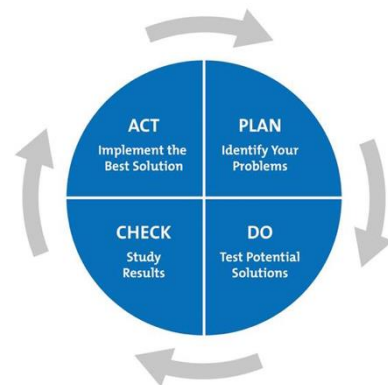 ACT
Implement the
Best Solution
PLAN
Identify Your
Problems
CHECK
Study
Results
DO
Test Potential
Solutions